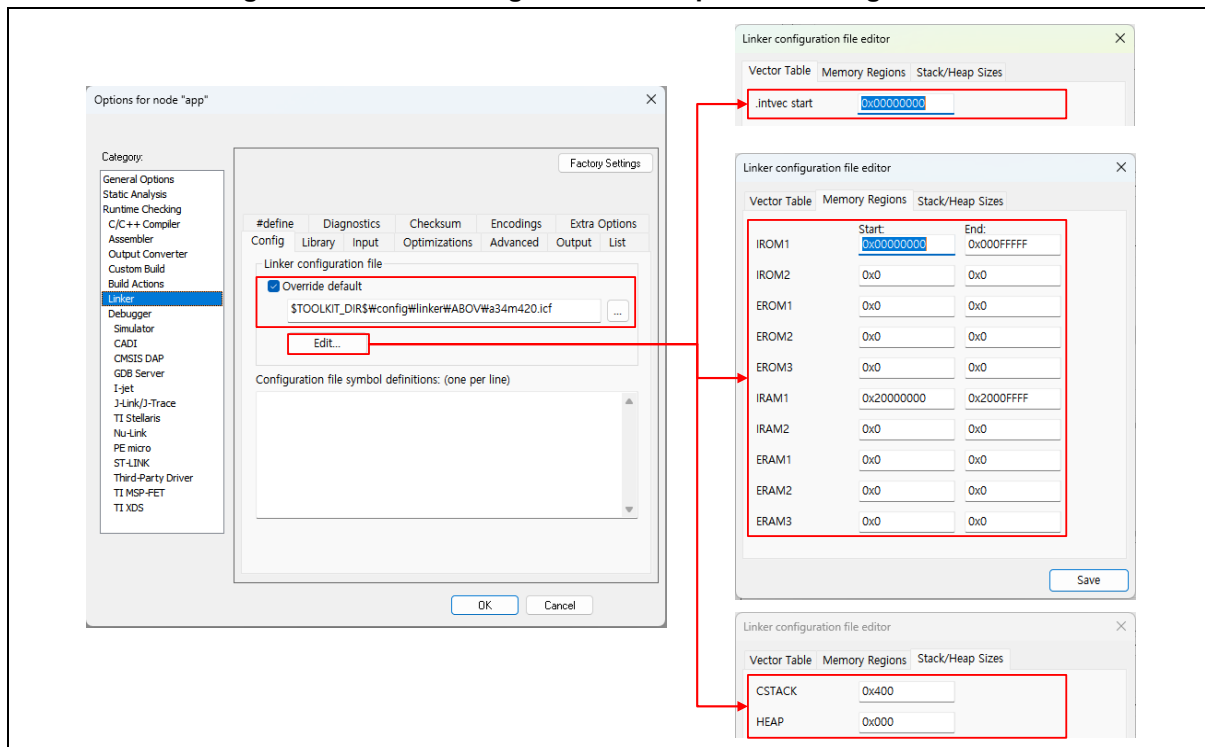 Options for node "app"
Category:
General Options
Static Analysis
Runtime Checking
C/C++ Compiler
Assembler
Output Converter
Custom Build
Build Actions
Linker
Debugger
Simulator
CADI
CMSIS DAP
GDB Server
I-jet
J-Link/J-Trace
TI Stellaris
Nu-Link
PE micro
ST-LINK
Third-Party Driver
TI MSP-FET
TI XDS
Factory Settings
#define Diagnostics Checksum Encodings Extra Options
Config Library Input Optimizations Advanced Output List
Linker configuration file
Override default
$TOOLKIT_DIR$₩config₩linker₩ABOV₩a34m420.icf
...
Edit...
Configuration file symbol definitions: (one per line)
OK Cancel
Linker configuration file editor
Vector Table Memory Regions Stack/Heap Sizes
.intvec start 0x00000000
Linker configuration file editor
Vector Table Memory Regions Stack/Heap Sizes
Start: End:
IROM1 0x00000000 0x000FFFFF
IROM2 0x0 0x0
EROM1 0x0 0x0
EROM2 0x0 0x0
EROM3 0x0 0x0
IRAM1 0x20000000 0x2000FFFF
IRAM2 0x0 0x0
ERAM1 0x0 0x0
ERAM2 0x0 0x0
ERAM3 0x0 0x0
Save
Linker configuration file editor
Vector Table Memory Regions Stack/Heap Sizes
CSTACK 0x400
HEAP 0x000